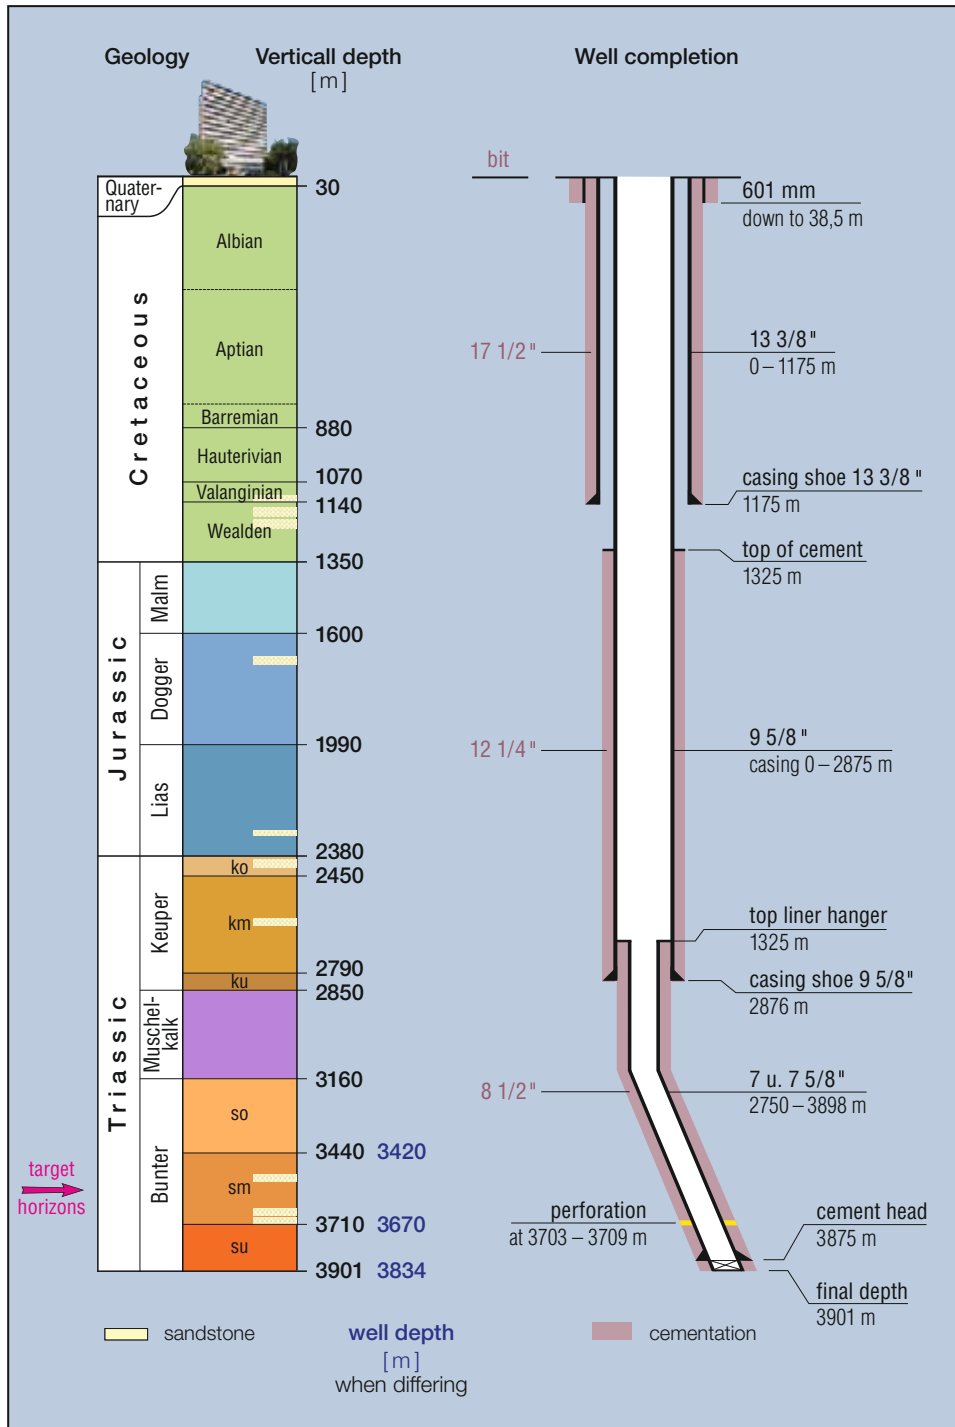 Geology
Verticall depth
[ m ]
Well completion
bit
Quater-
nary
30
601 mm
down to 38,5 m
Albian
Cretaceous
Aptian
17 1/2"
13 3/8"
0 – 1175 m
Barremian
880
Hauterivian
1070
Valanginian
1140
casing shoe 13 3/8 "
1175 m
Wealden
1350
top of cement
1325 m
Jurassic
Malm
1600
Dogger
12 1/4"
9 5/8"
casing 0 – 2875 m
1990
Lias
2380
Triassic
Keuper
ko
2450
km
top liner hanger
1325 m
2790
ku
2850
casing shoe 9 5/8"
2876 m
Muschel-
kalk
3160
8 1/2"
7 u. 7 5/8"
2750 – 3898 m
Bunter
so
3440 3420
target
horizons
sm
perforation
at 3703 – 3709 m
3710 3670
cement head
3875 m
su
3901 3834
final depth
3901 m
sandstone
well depth
[ m ]
when differing
cementation